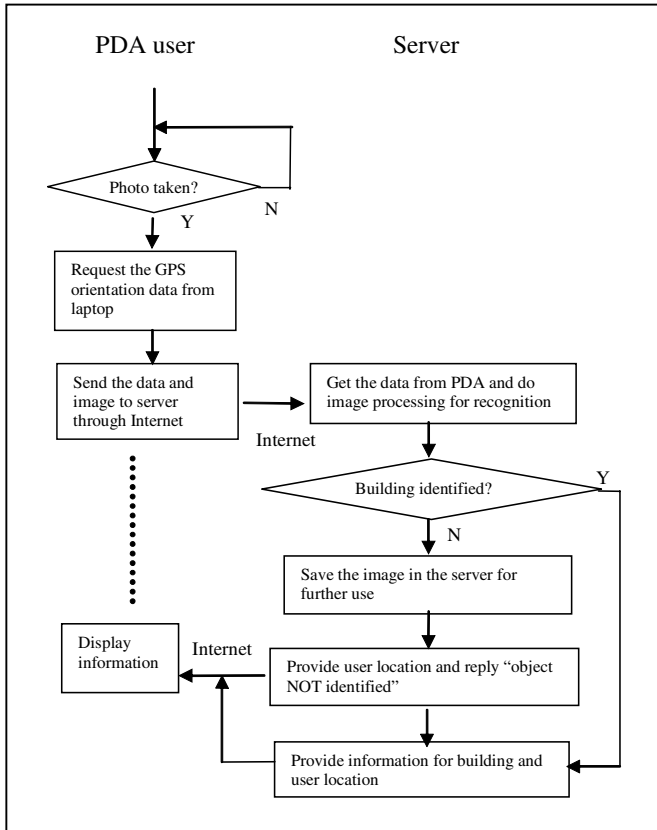 PDA user
Server
Photo taken?
N
Y
Request the GPS
orientation data from
laptop
Send the data and
image to server
through Internet
Internet
Get the data from PDA and do
image processing for recognition
Building identified?
Y
N
Save the image in the server for
further use
Display
information
Internet
Provide user location and reply “object
NOT identified”
Provide information for building and
user location